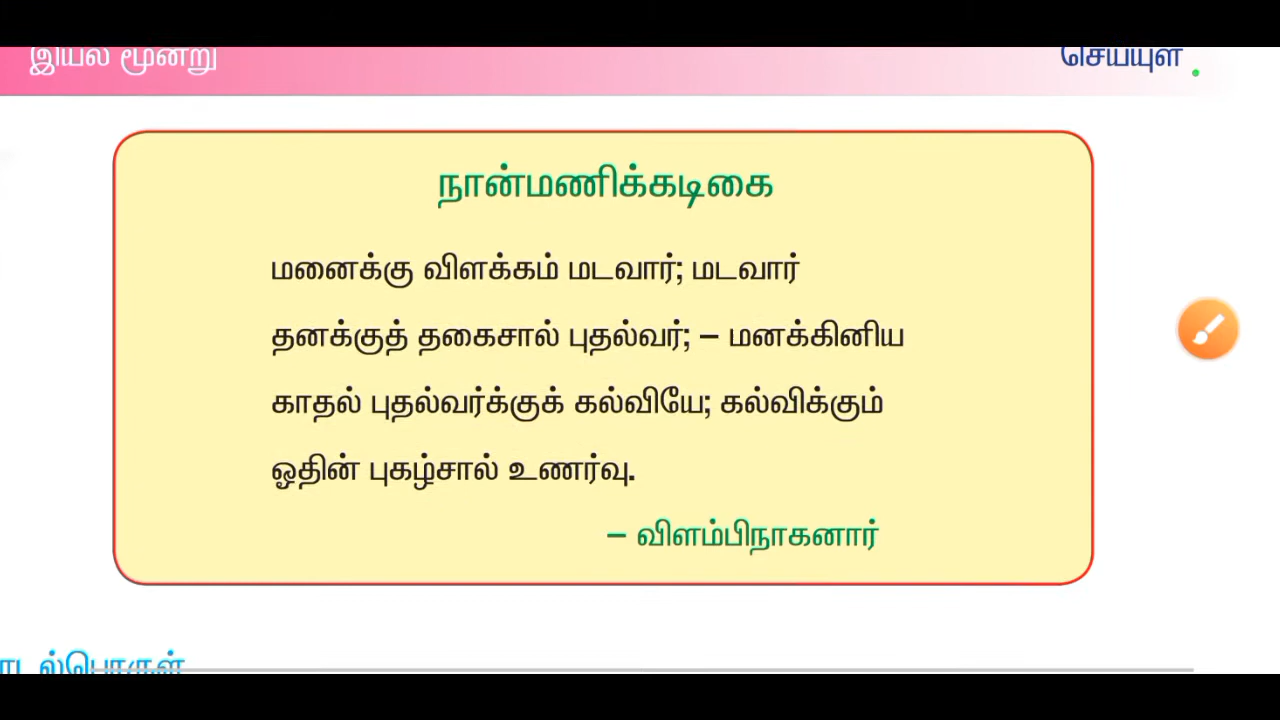 இயல் மூன்று
செய்யுள்
நான்மணிக்கடிகை
மனைக்கு விளக்கம் மடவார்; மடவார்
தனக்குத் தகைசால் புதல்வர்; – மனக்கினிய
காதல் புதல்வர்க்குக் கல்வியே; கல்விக்கும்
ஓதின் புகழ்சால் உணர்வு.
– விளம்பிநாகனார்